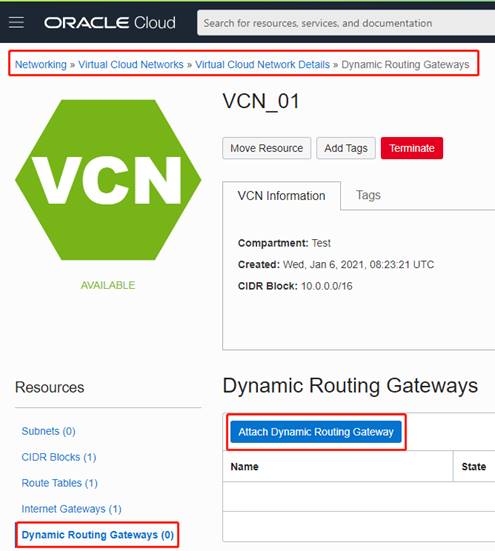 ORACLE Cloud
Search for resources, services, and documentation
Networking » Virtual Cloud Networks » Virtual Cloud Network Details » Dynamic Routing Gateways
VCN
AVAILABLE
VCN_01
Move Resource
Add Tags
Terminate
VCN Information
Tags
Compartment: Test
Created: Wed, Jan 6, 2021, 08:23:21 UTC
CIDR Block: 10.0.0.0/16
Resources
Subnets (0)
CIDR Blocks (1)
Route Tables (1)
Internet Gateways (1)
Dynamic Routing Gateways (0)
Dynamic Routing Gateways
Attach Dynamic Routing Gateway
Name
State